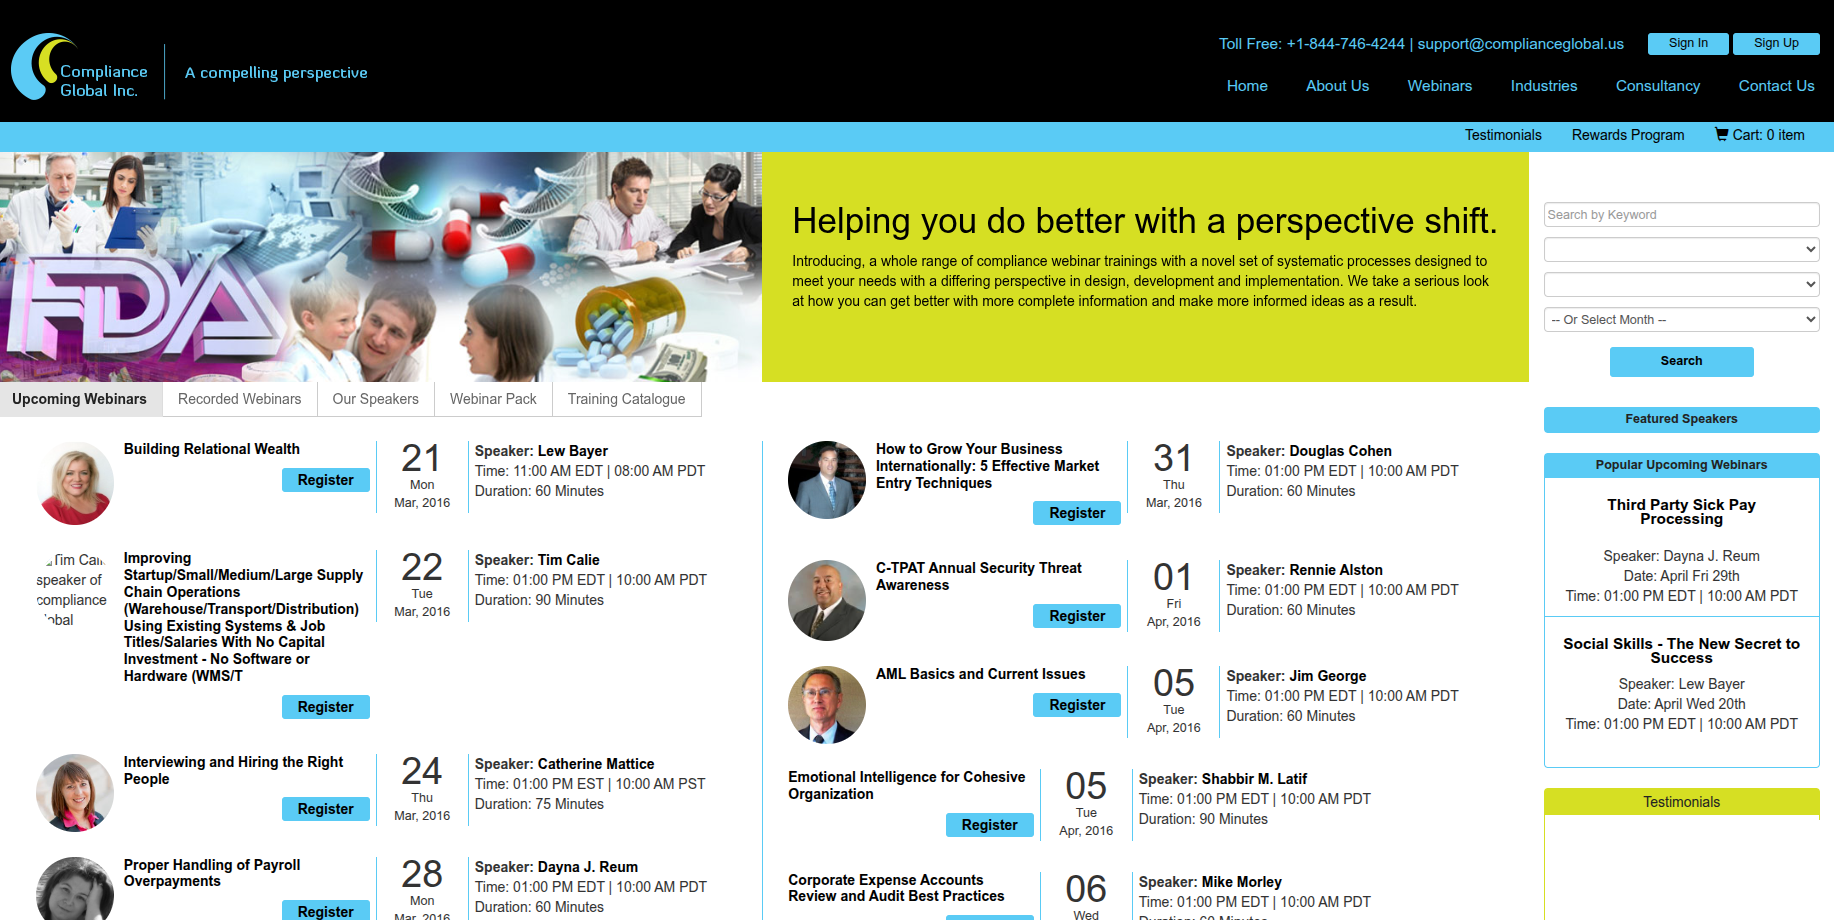 Compliance
Global Inc.
A compelling perspective
Toll Free: +1-844-746-4244 | support@complianceglobal.us
Sign In
Sign Up
Home
About Us
Webinars
Industries
Consultancy
Contact Us
Testimonials
Rewards Program
Cart: 0 item
FDA
Helping you do better with a perspective shift.
Introducing, a whole range of compliance webinar trainings with a novel set of systematic processes designed to
meet your needs with a differing perspective in design, development and implementation. We take a serious look
at how you can get better with more complete information and make more informed ideas as a result.
Search by Keyword
-- Or Select Month --
Search
Upcoming Webinars
Recorded Webinars
Our Speakers
Webinar Pack
Training Catalogue
Building Relational Wealth
Register
21
Mon
Mar, 2016
Speaker: Lew Bayer
Time: 11:00 AM EDT | 08:00 AM PDT
Duration: 60 Minutes
Tim Cali
speaker of
compliance
lobal
Improving
Startup/Small/Medium/Large Supply
Chain Operations
(Warehouse/Transport/Distribution)
Using Existing Systems & Job
Titles/Salaries With No Capital
Investment - No Software or
Hardware (WMS/T
Register
22
Tue
Mar, 2016
Speaker: Tim Calie
Time: 01:00 PM EDT | 10:00 AM PDT
Duration: 90 Minutes
Interviewing and Hiring the Right
People
Register
24
Thu
Mar, 2016
Speaker: Catherine Mattice
Time: 01:00 PM EST | 10:00 AM PST
Duration: 75 Minutes
Proper Handling of Payroll
Overpayments
Register
28
Mon
Mar, 2016
Speaker: Dayna J. Reum
Time: 01:00 PM EDT | 10:00 AM PDT
Duration: 60 Minutes
How to Grow Your Business
Internationally: 5 Effective Market
Entry Techniques
Register
31
Thu
Mar, 2016
Speaker: Douglas Cohen
Time: 01:00 PM EDT | 10:00 AM PDT
Duration: 60 Minutes
C-TPAT Annual Security Threat
Awareness
Register
01
Fri
Apr, 2016
Speaker: Rennie Alston
Time: 01:00 PM EDT | 10:00 AM PDT
Duration: 60 Minutes
AML Basics and Current Issues
Register
05
Tue
Apr, 2016
Speaker: Jim George
Time: 01:00 PM EDT | 10:00 AM PDT
Duration: 60 Minutes
Emotional Intelligence for Cohesive
Organization
Register
05
Tue
Apr, 2016
Speaker: Shabbir M. Latif
Time: 01:00 PM EDT | 10:00 AM PDT
Duration: 90 Minutes
Corporate Expense Accounts
Review and Audit Best Practices
06
Wed
Speaker: Mike Morley
Time: 01:00 PM EDT | 10:00 AM PDT
Duration: 60 Minutes
Featured Speakers
Popular Upcoming Webinars
Third Party Sick Pay
Processing
Speaker: Dayna J. Reum
Date: April Fri 29th
Time: 01:00 PM EDT | 10:00 AM PDT
Social Skills - The New Secret to
Success
Speaker: Lew Bayer
Date: April Wed 20th
Time: 01:00 PM EDT | 10:00 AM PDT
Testimonials